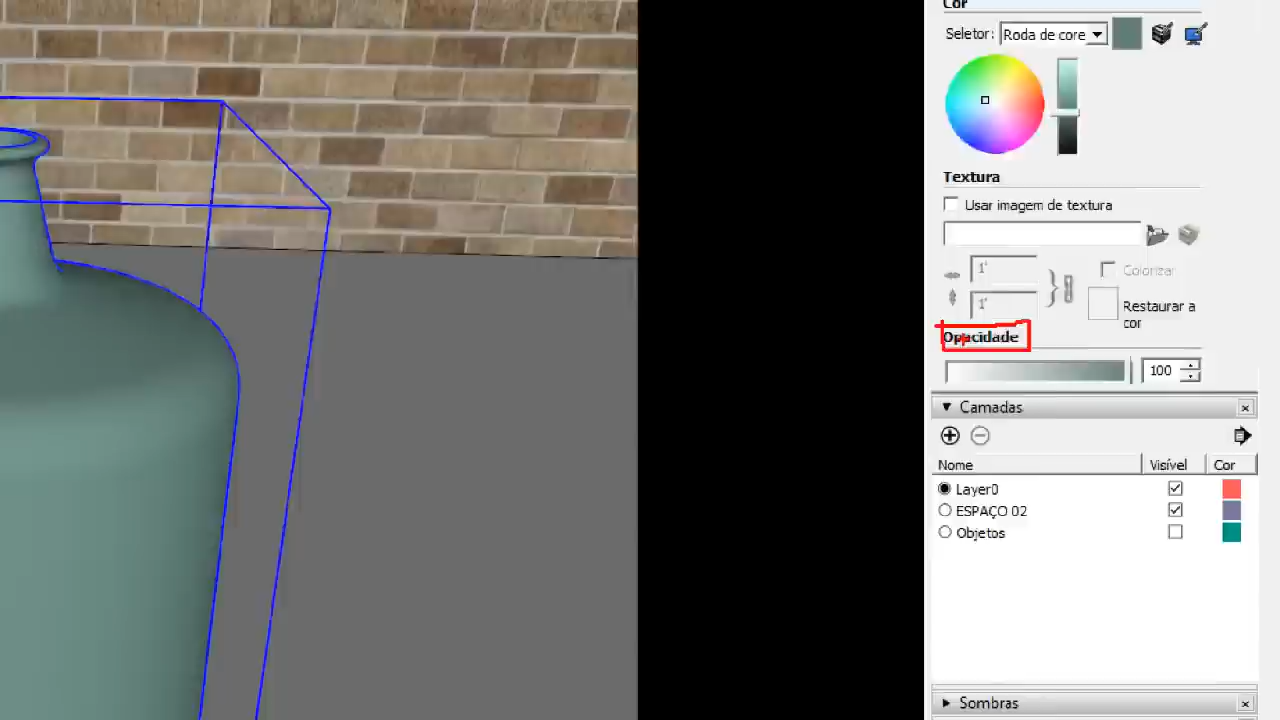 Cor
Seletor: Roda de core
Textura
Usar imagem de textura
1'
Colorizar
1'
Restaurar a
cor
Opacidade
100
Camadas
Nome Visível Cor
Layer0
ESPAÇO 02
Objetos
Sombras